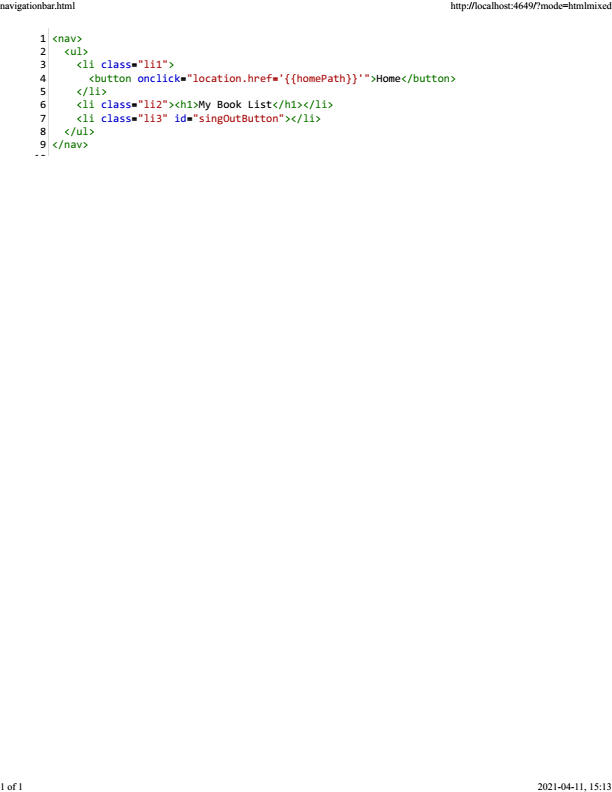 navigationbar.html http://localhost:4649/?mode=htmlmixed
1 <nav>
2   <ul>
3     <li class="li1">
4       <button onclick="location.href='{{homePath}}'">Home</button>
5     </li>
6     <li class="li2"><h1>My Book List</h1></li>
7     <li class="li3" id="singOutButton"></li>
8   </ul>
9 </nav>
1 of 1 2021-04-11, 15:13